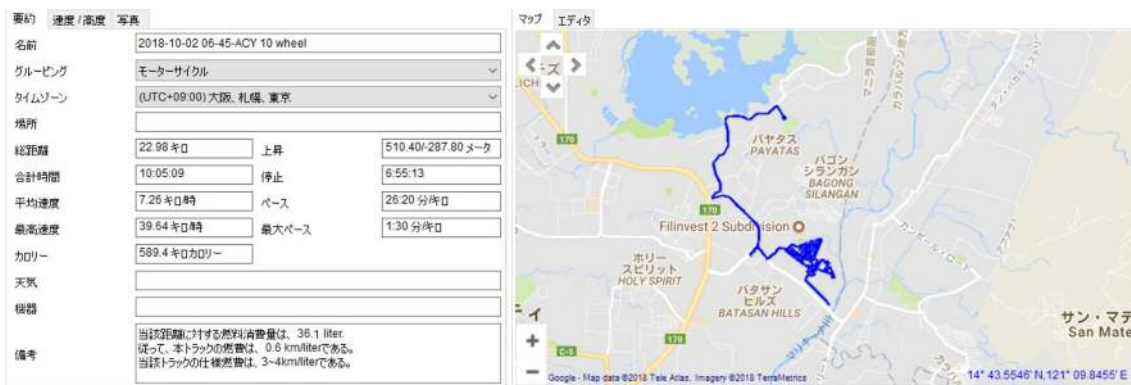 要約 速度/高度 写真
名前 2018-10-02 06-45-ACY 10 wheel
グルーピング モーターサイクル
タイムゾーン (UTC+09:00) 大阪、札幌、東京
場所
総距離 22.98 キロ 上昇 510.40/-287.80 メータ
合計時間 10:05:09 停止 6:55:13
平均速度 7.26 キロ/時 ペース 26:20 分/キロ
最高速度 39.64 キロ/時 最大ペース 1:30 分/キロ
カロリー 589.4 キロカロリー
天気
機器
備考
当該距離に対する燃料消費量は、36.1 liter.
従って、本トラックの燃費は、0.6 km/literである。
当該トラックの仕様燃費は、3~4km/literである。
マップ エディタ
170
パヤタス
PAYATAS
バゴン
シランガン
BAGONG
SILANGAN
170
Filinvest 2 Subdivision
ホリー
スピリット
HOLY SPIRIT
バタサン
ヒルズ
BATASAN HILLS
サン・マテ
San Mate
170
C-5
Google - Map data ©2018 Tele Atlas, Imagery ©2018 TerraMetrics
14° 43.5546' N,121° 09.8455' E